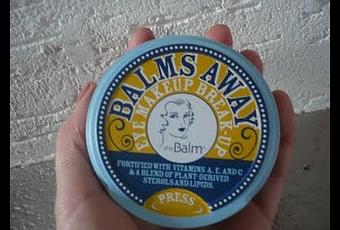 BALMS AWAY
EYE MAKEUP BREAK-UP
theBalm®
FORTIFIED WITH VITAMINS A, E, AND C
& A BLEND OF PLANT-DERIVED
STEROLS AND LIPIDS.
PRESS